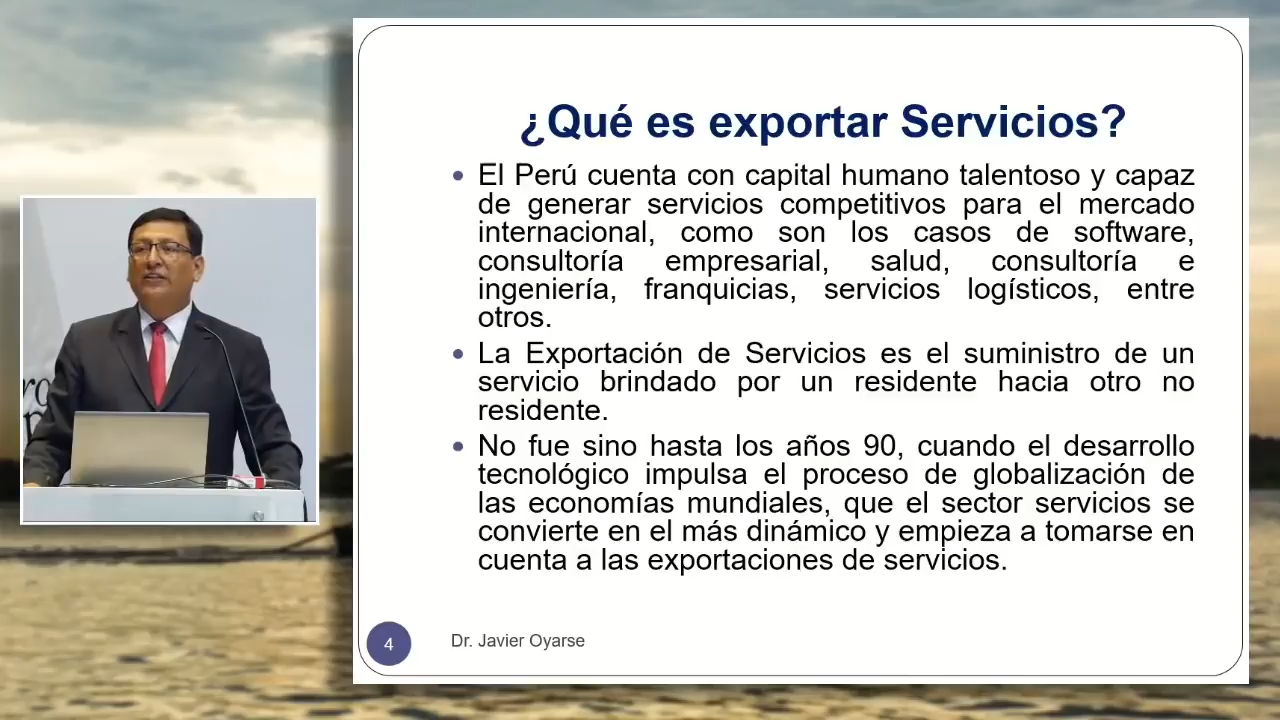 ¿Qué es exportar Servicios?
• El Perú cuenta con capital humano talentoso y capaz
de generar servicios competitivos para el mercado
internacional, como son los casos de software,
consultoría empresarial, salud, consultoría e
ingeniería, franquicias, servicios logísticos, entre
otros.
• La Exportación de Servicios es el suministro de un
servicio brindado por un residente hacia otro no
residente.
• No fue sino hasta los años 90, cuando el desarrollo
tecnológico impulsa el proceso de globalización de
las economías mundiales, que el sector servicios se
convierte en el más dinámico y empieza a tomarse en
cuenta a las exportaciones de servicios.
4 Dr. Javier Oyarse